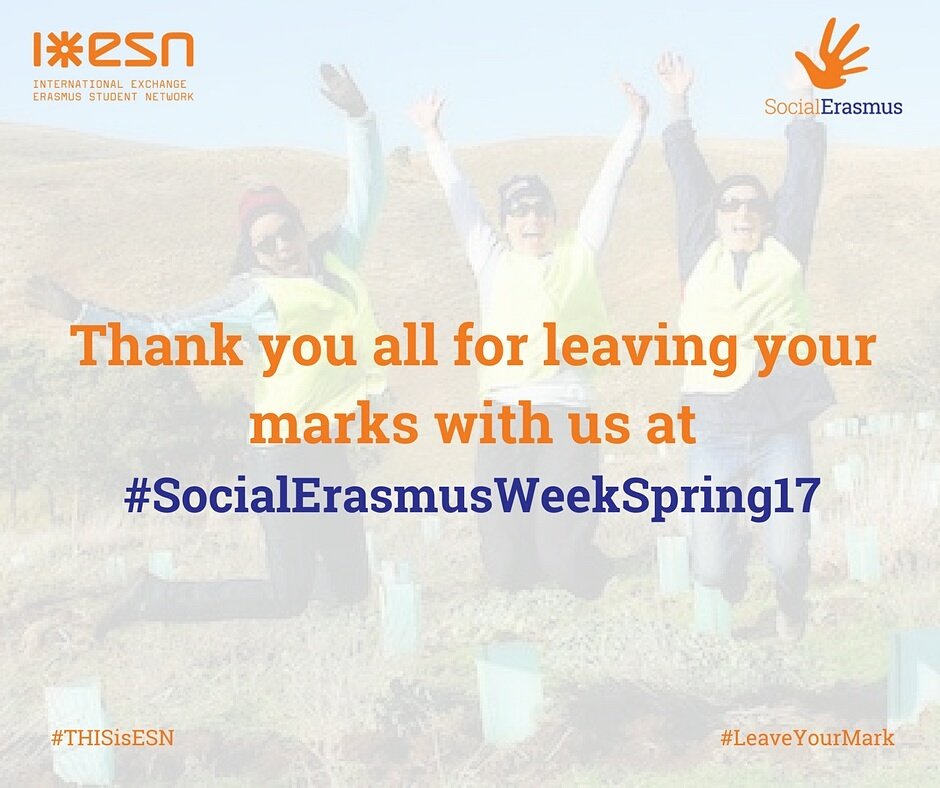 ixesn
INTERNATIONAL EXCHANGE
ERASMUS STUDENT NETWORK
SocialErasmus
Thank you all for leaving your
marks with us at
#SocialErasmusWeekSpring17
#THISisESN
#LeaveYourMark